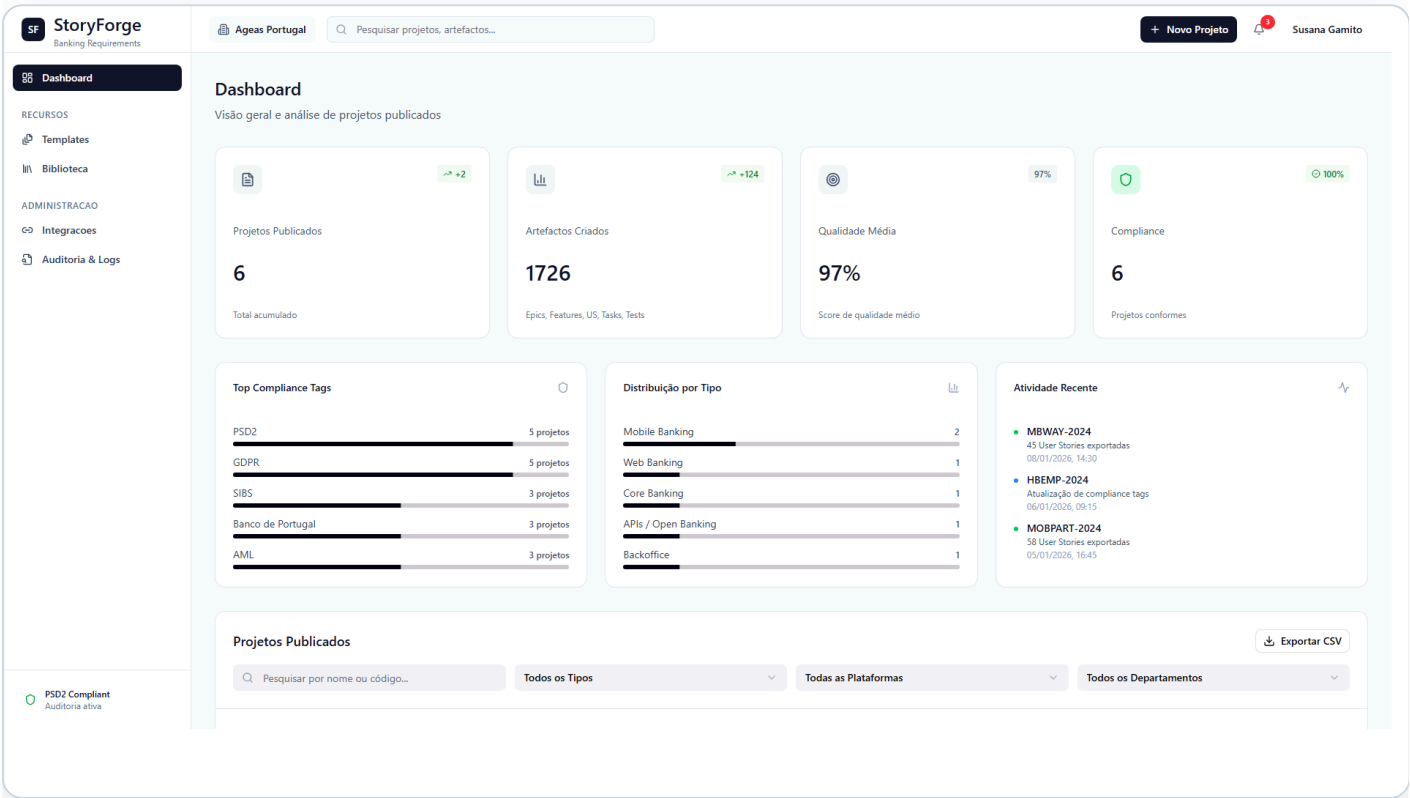 SF
StoryForge
Banking Requirements
Ageas Portugal
Pesquisar projetos, artefactos...
+ Novo Projeto
3
Susana Gamito
Dashboard
RECURSOS
Templates
Biblioteca
ADMINISTRACAO
Integracoes
Auditoria & Logs
PSD2 Compliant
Auditoria ativa
Dashboard
Visão geral e análise de projetos publicados
+2
Projetos Publicados
6
Total acumulado
+124
Artefactos Criados
1726
Epics, Features, US, Tasks, Tests
97%
Qualidade Média
97%
Score de qualidade médio
100%
Compliance
6
Projetos conformes
Top Compliance Tags
PSD2 5 projetos
GDPR 5 projetos
SIBS 3 projetos
Banco de Portugal 3 projetos
AML 3 projetos
Distribuição por Tipo
Mobile Banking 2
Web Banking 1
Core Banking 1
APIs / Open Banking 1
Backoffice 1
Atividade Recente
MBWAY-2024
45 User Stories exportadas
08/01/2026, 14:30
HBEMP-2024
Atualização de compliance tags
06/01/2026, 09:15
MOBPART-2024
58 User Stories exportadas
05/01/2026, 16:45
Projetos Publicados
Exportar CSV
Pesquisar por nome ou código...
Todos os Tipos
Todas as Plataformas
Todos os Departamentos